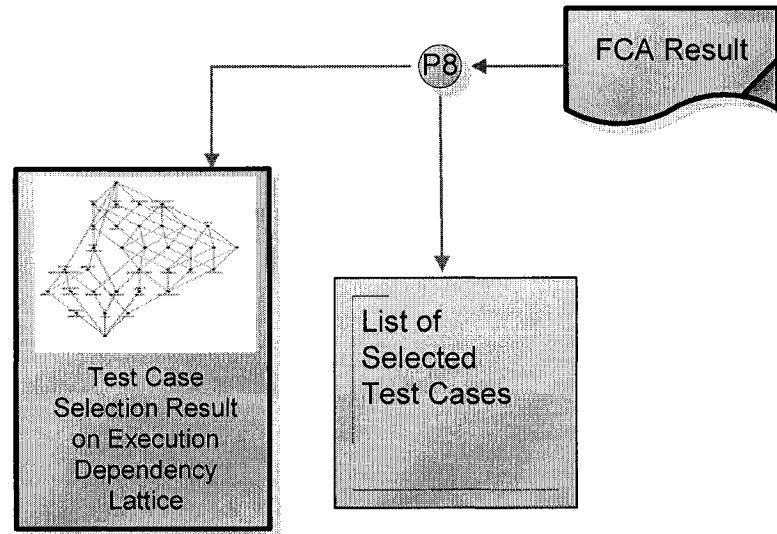 FCA Result
P8
Test Case
Selection Result
on Execution
Dependency
Lattice
List of
Selected
Test Cases